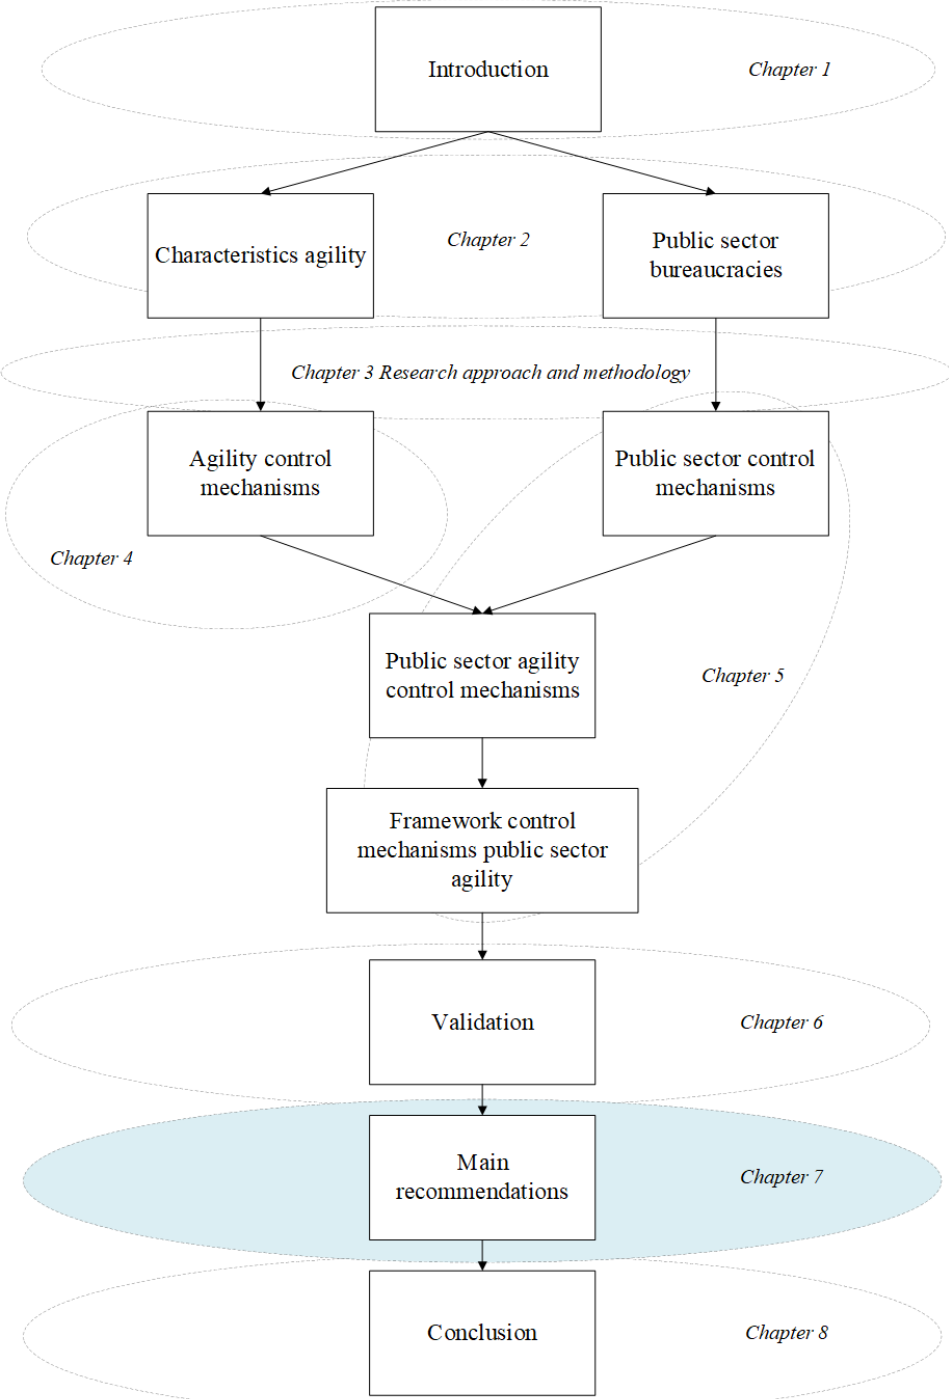 Introduction
Chapter 1
Characteristics agility
Chapter 2
Public sector
bureaucracies
Chapter 3 Research approach and methodology
Agility control
mechanisms
Public sector control
mechanisms
Chapter 4
Public sector agility
control mechanisms
Chapter 5
Framework control
mechanisms public sector
agility
Validation
Chapter 6
Main
recommendations
Chapter 7
Conclusion
Chapter 8